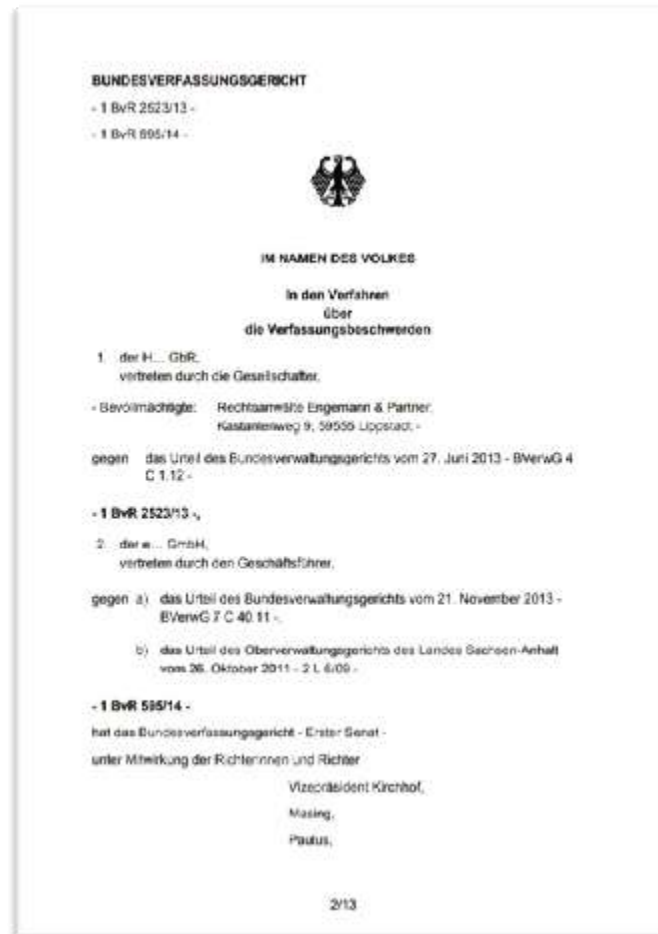 BUNDESVERFASSUNGSGERICHT
- 1 BvR 2523/13 -
- 1 BvR 595/14 -
IM NAMEN DES VOLKES
In den Verfahren
über
die Verfassungsbeschwerden
1. der H... GbR,
vertreten durch die Gesellschafter,
- Bevollmächtigte: Rechtsanwälte Engemann & Partner,
Kastanienweg 9, 59555 Lippstadt -
gegen das Urteil des Bundesverwaltungsgerichts vom 27. Juni 2013 - BVerwG 4
C 1.12 -
- 1 BvR 2523/13 -,
2. der e... GmbH,
vertreten durch den Geschäftsführer,
gegen a) das Urteil des Bundesverwaltungsgerichts vom 21. November 2013 -
BVerwG 7 C 40.11 -,
b) das Urteil des Oberverwaltungsgerichts des Landes Sachsen-Anhalt
vom 26. Oktober 2011 - 2 L 6/09 -
- 1 BvR 595/14 -
hat das Bundesverfassungsgericht - Erster Senat -
unter Mitwirkung der Richterinnen und Richter
Vizepräsident Kirchhof,
Masing,
Paulus,
2/13